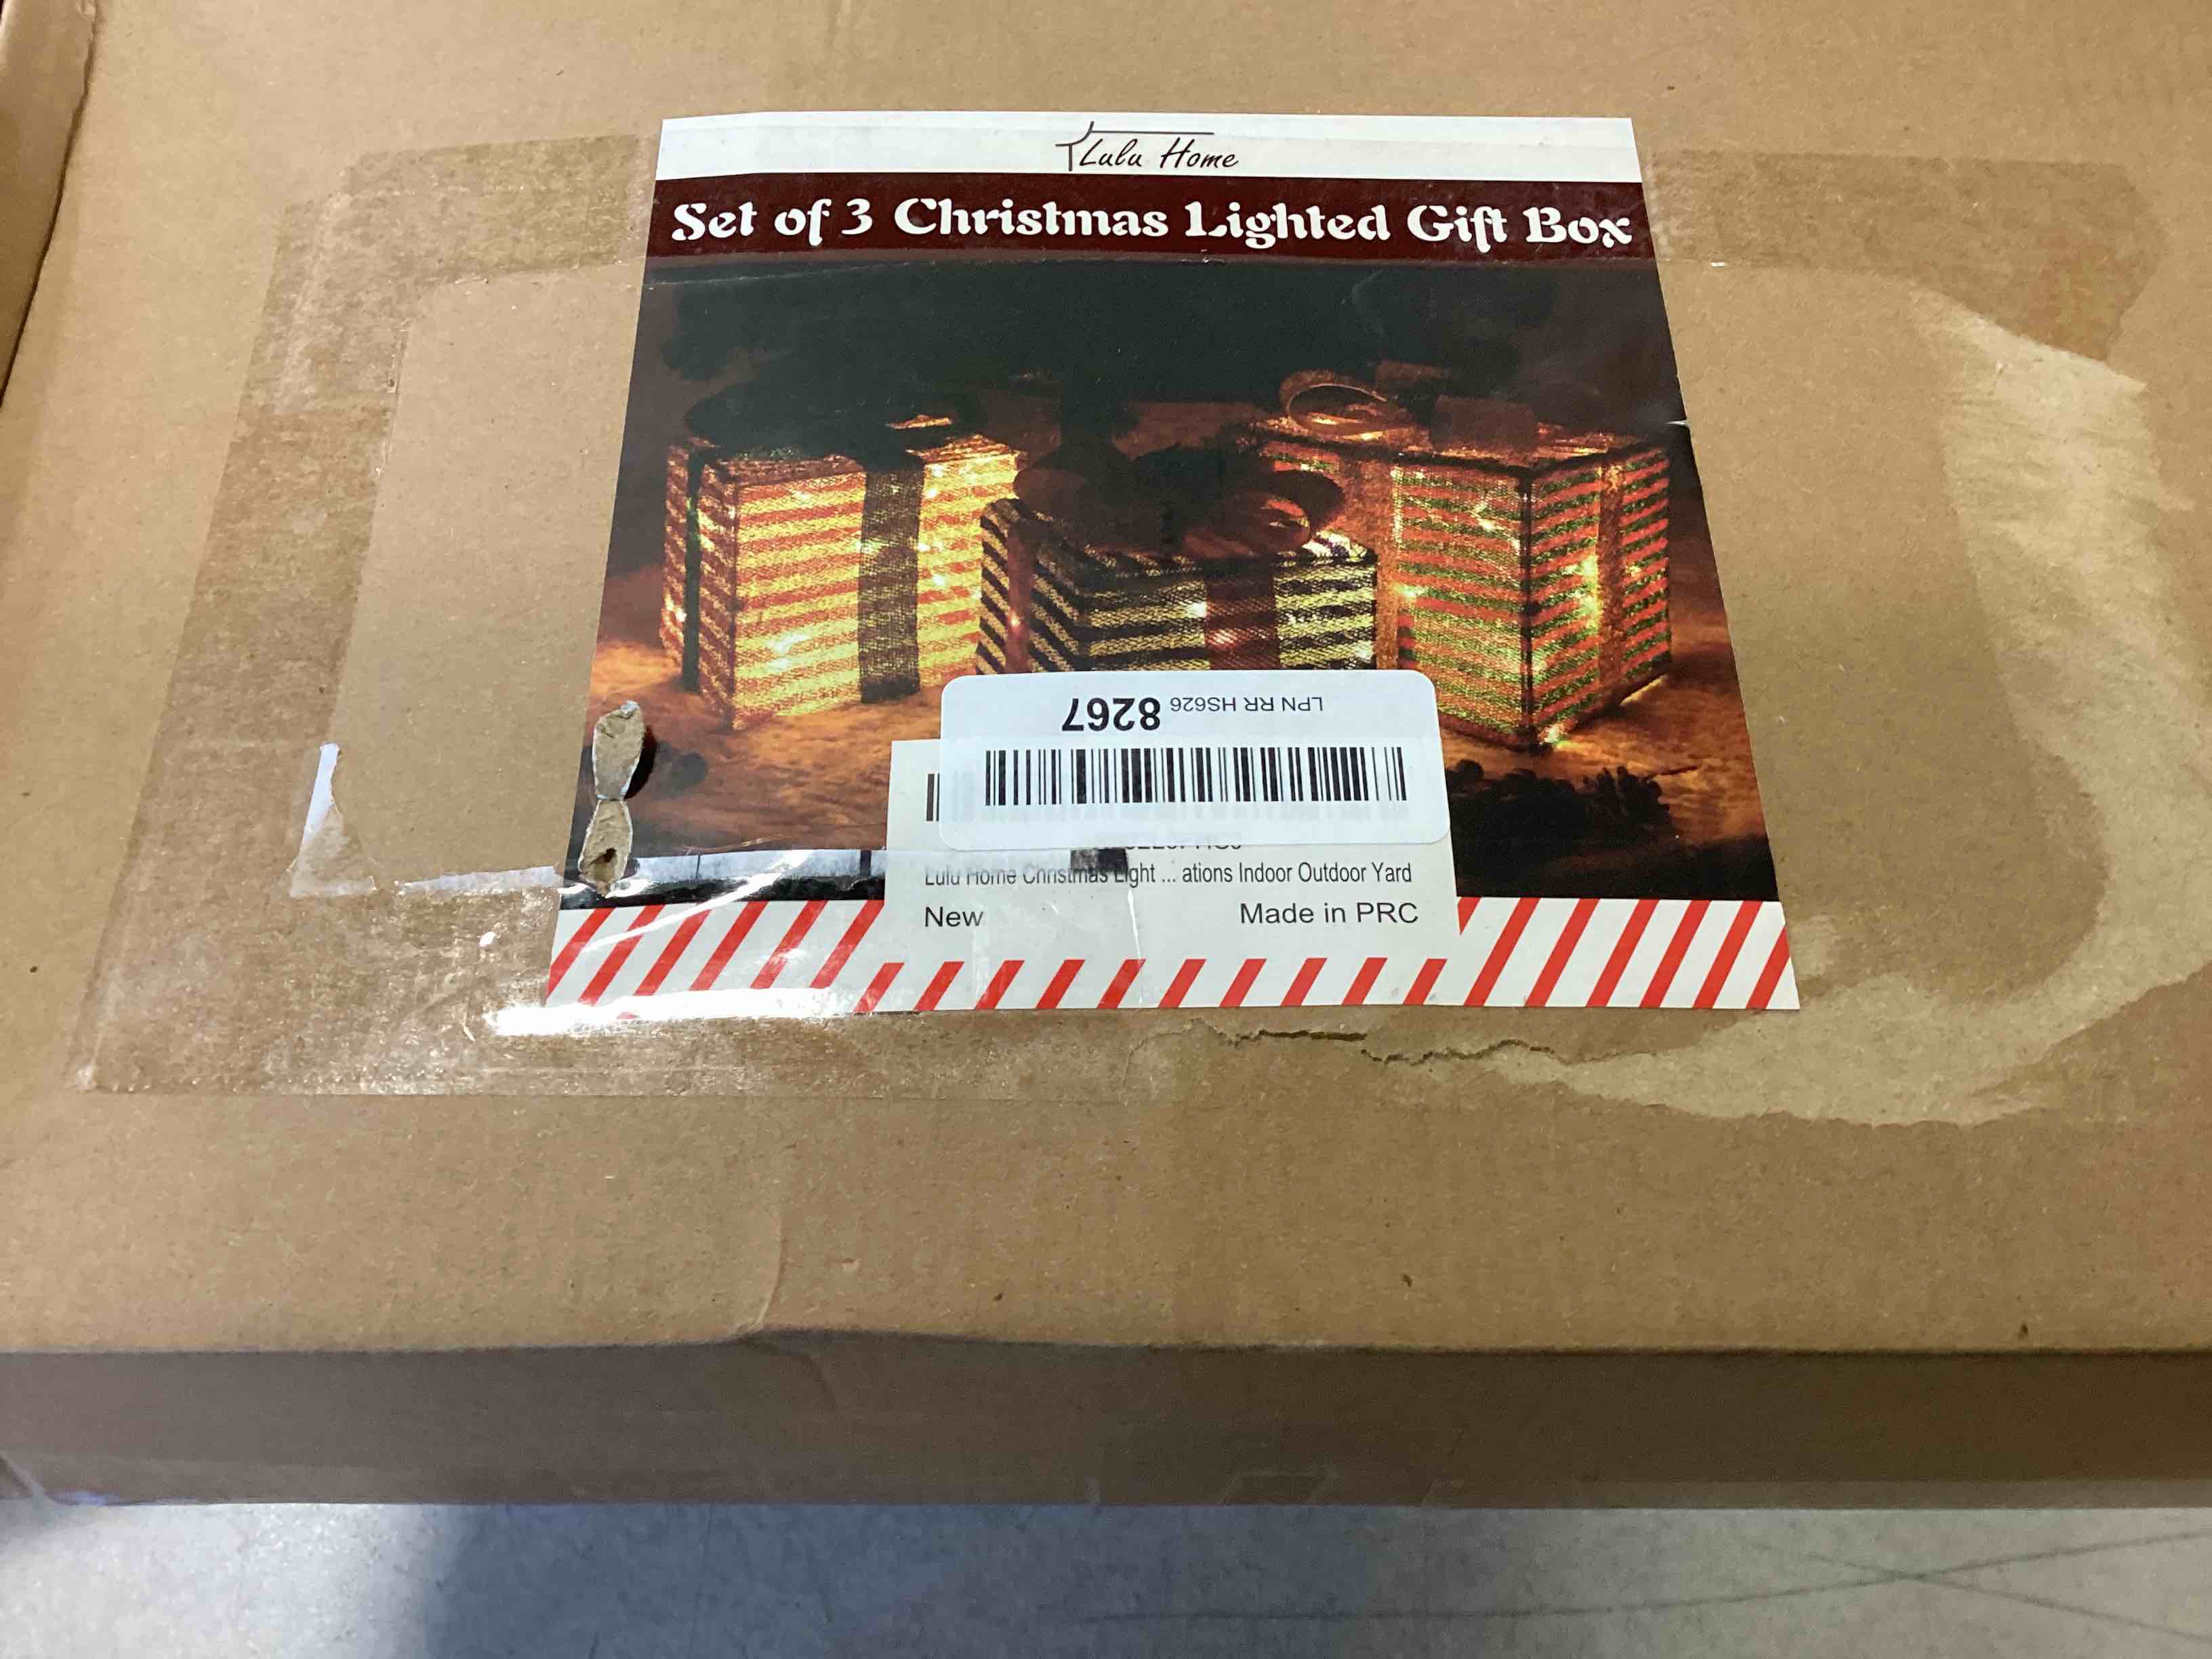 Lulu Home
Set of 3 Christmas Lighted Gift Box
LPN RR HS626 8267
Lulu Home Christmas Light ... ations Indoor Outdoor Yard
New Made in PRC